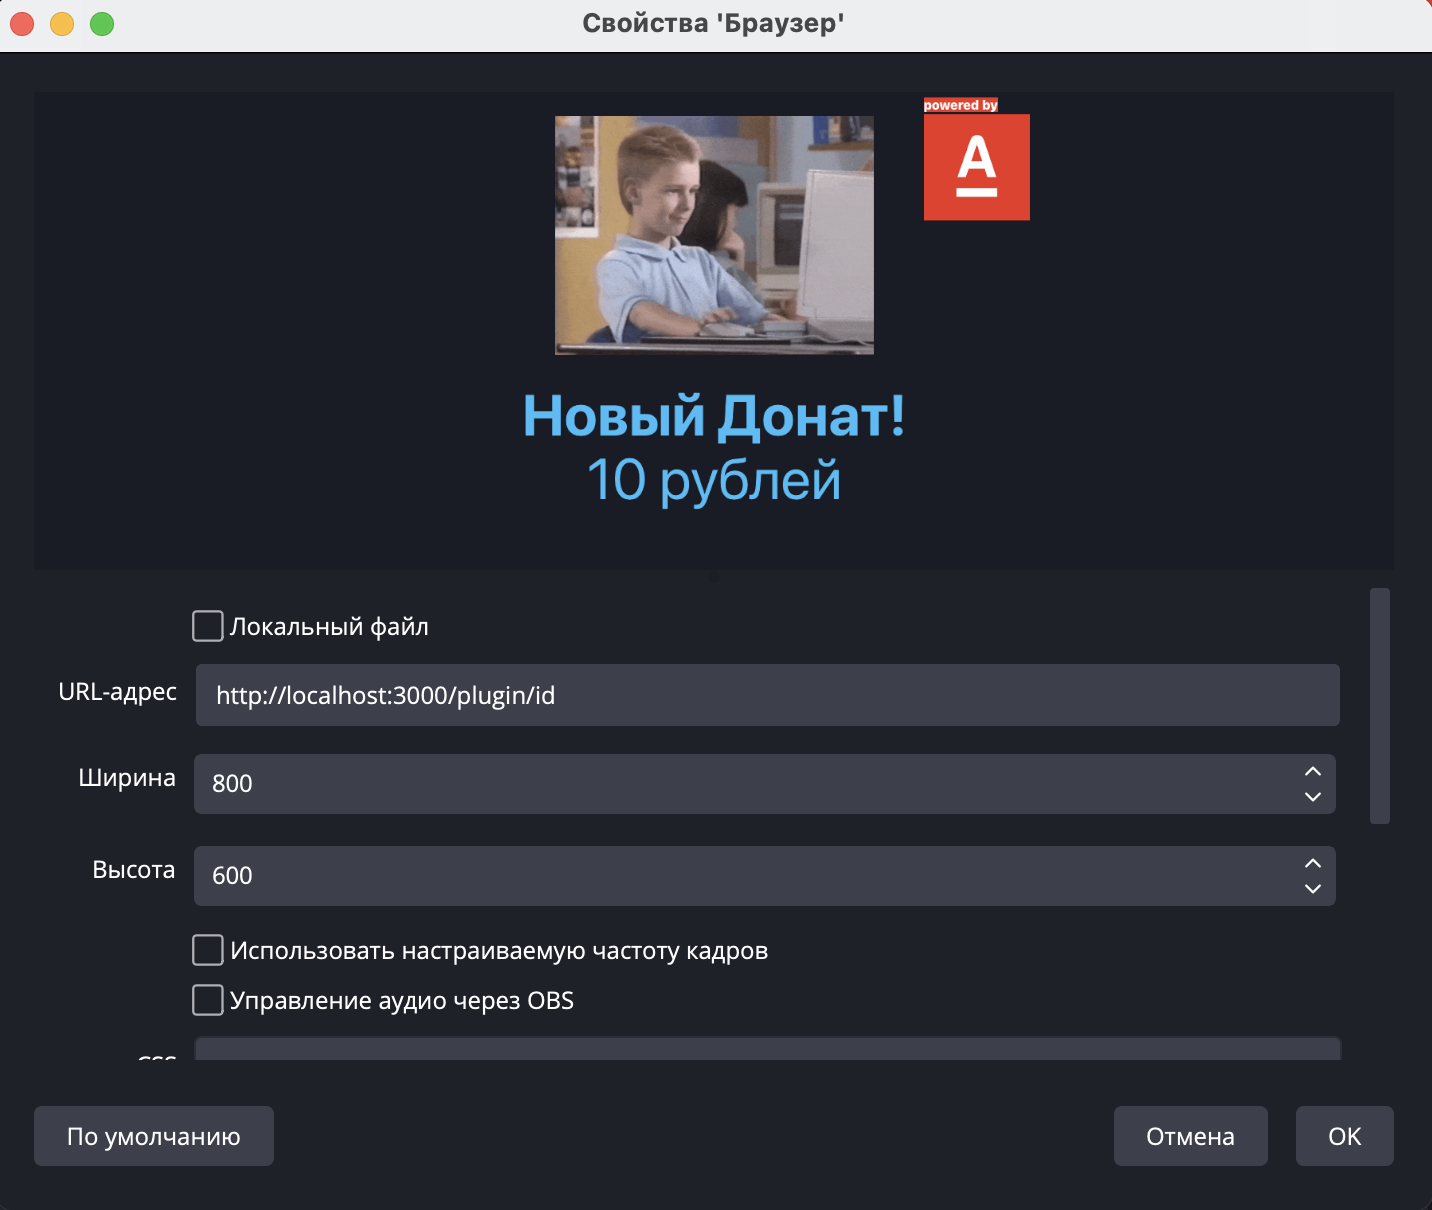 Свойства 'Браузер'
powered by
А
Новый Донат!
10 рублей
Локальный файл
URL-адрес
http://localhost:3000/plugin/id
Ширина
800
Высота
600
Использовать настраиваемую частоту кадров
Управление аудио через OBS
CSS
По умолчанию
Отмена
OK